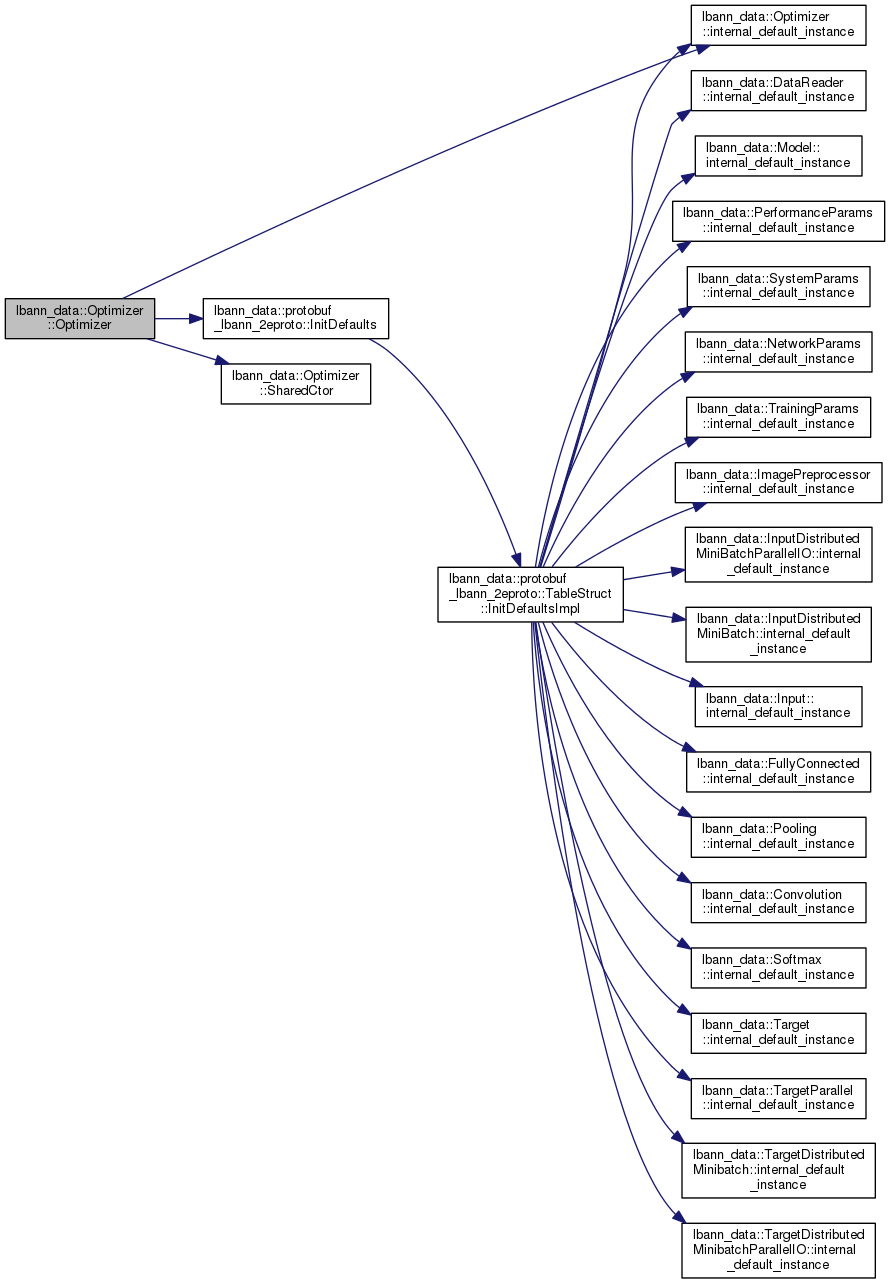 lbann_data::Optimizer
::Optimizer
lbann_data::protobuf
_lbann_2eproto::InitDefaults
lbann_data::Optimizer
::SharedCtor
lbann_data::protobuf
_lbann_2eproto::TableStruct
::InitDefaultsImpl
lbann_data::Optimizer
::internal_default_instance
lbann_data::DataReader
::internal_default_instance
lbann_data::Model::
internal_default_instance
lbann_data::PerformanceParams
::internal_default_instance
lbann_data::SystemParams
::internal_default_instance
lbann_data::NetworkParams
::internal_default_instance
lbann_data::TrainingParams
::internal_default_instance
lbann_data::ImagePreprocessor
::internal_default_instance
lbann_data::InputDistributed
MiniBatchParallelIO::internal
_default_instance
lbann_data::InputDistributed
MiniBatch::internal_default
_instance
lbann_data::Input::
internal_default_instance
lbann_data::FullyConnected
::internal_default_instance
lbann_data::Pooling
::internal_default_instance
lbann_data::Convolution
::internal_default_instance
lbann_data::Softmax
::internal_default_instance
lbann_data::Target
::internal_default_instance
lbann_data::TargetParallel
::internal_default_instance
lbann_data::TargetDistributed
Minibatch::internal_default
_instance
lbann_data::TargetDistributed
MinibatchParallelIO::internal
_default_instance